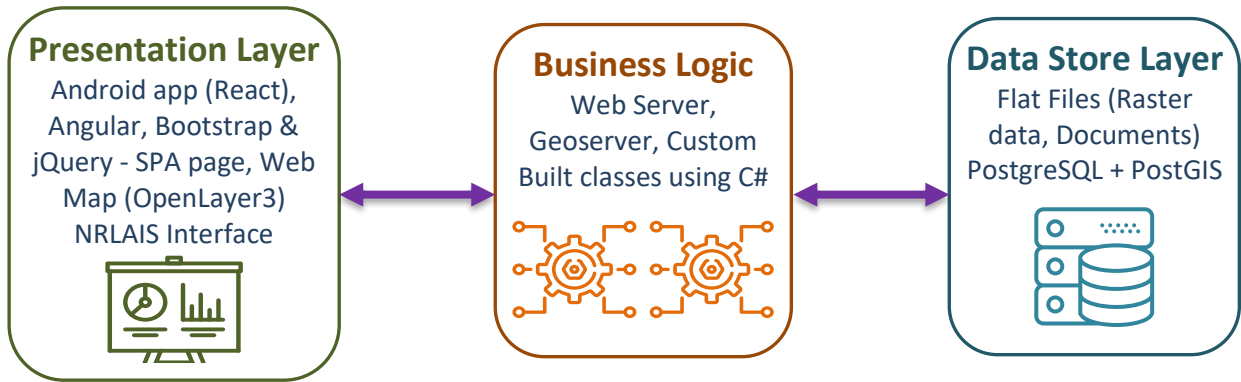 Presentation Layer
Android app (React),
Angular, Bootstrap &
jQuery - SPA page, Web
Map (OpenLayer3)
NRLAIS Interface
Business Logic
Web Server,
Geoserver, Custom
Built classes using C#
Data Store Layer
Flat Files (Raster
data, Documents)
PostgreSQL + PostGIS